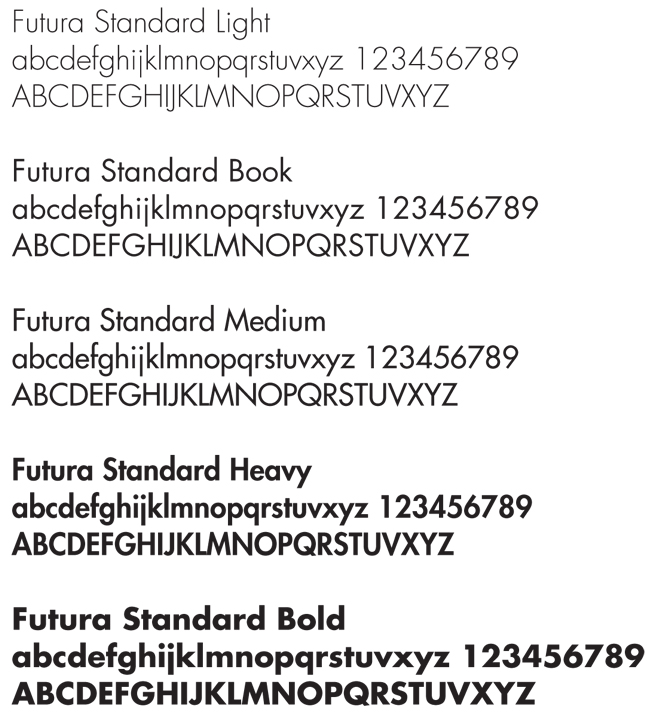 Futura Standard Light
abcdefghijklmnopqrstuvxyz 123456789
ABCDEFGHIJKLMNOPQRSTUVXYZ
Futura Standard Book
abcdefghijklmnopqrstuvxyz 123456789
ABCDEFGHIJKLMNOPQRSTUVXYZ
Futura Standard Medium
abcdefghijklmnopqrstuvxyz 123456789
ABCDEFGHIJKLMNOPQRSTUVXYZ
Futura Standard Heavy
abcdefghijklmnopqrstuvxyz 123456789
ABCDEFGHIJKLMNOPQRSTUVXYZ
Futura Standard Bold
abcdefghijklmnopqrstuvxyz 123456789
ABCDEFGHIJKLMNOPQRSTUVXYZ